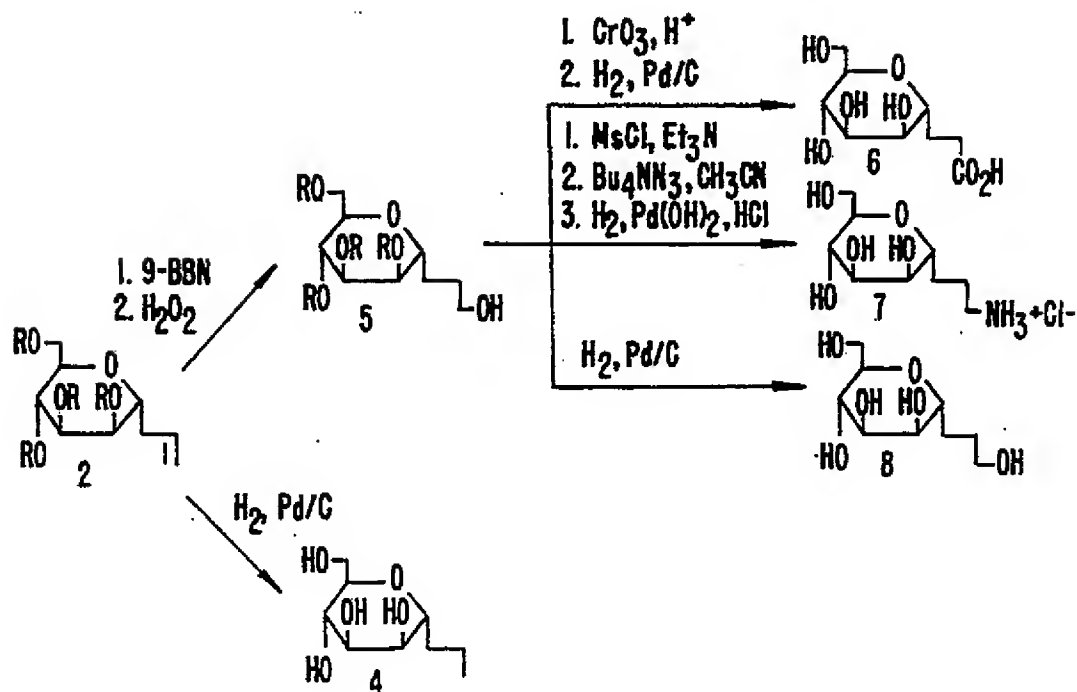 1. CrO3, H+
2. H2, Pd/C
1. MsCl, Et3N
2. Bu4NN3, CH3CN
3. H2, Pd(OH)2, HCl
HO
O
OH HO
HO
6
CO2H
HO
O
OH HO
HO
7
NH3+Cl-
H2, Pd/C
HO
O
OH HO
HO
8
OH
1. 9-BBN
2. H2O2
RO
O
OR RO
RO
5
OH
RO
O
OR RO
RO
2
H2, Pd/C
HO
O
OH HO
HO
4